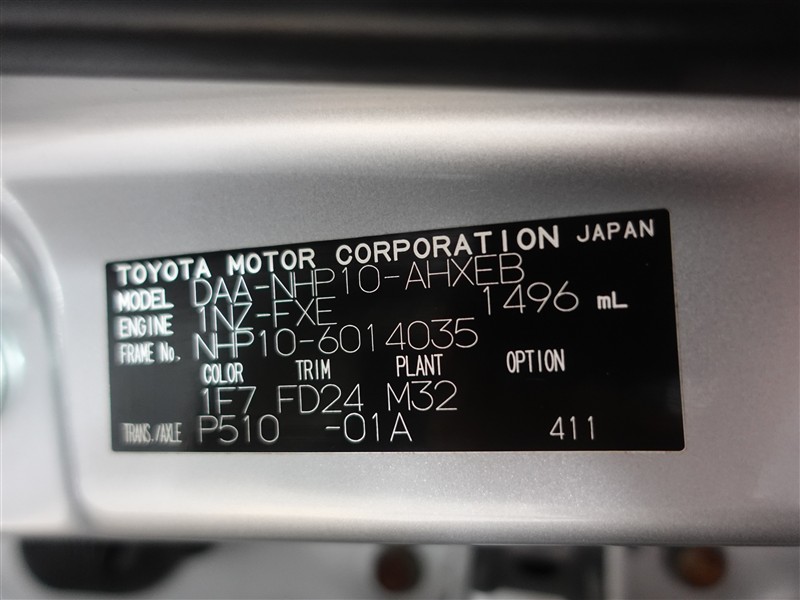 TOYOTA MOTOR CORPORATION JAPAN
MODEL DAA-NHP10-AHXEB
ENGINE 1NZ-FXE 1496 mL
FRAME No. NHP10-6014035
COLOR TRIM PLANT OPTION
1F7 FD24 M32
TRANS./AXLE P510 -01A 411